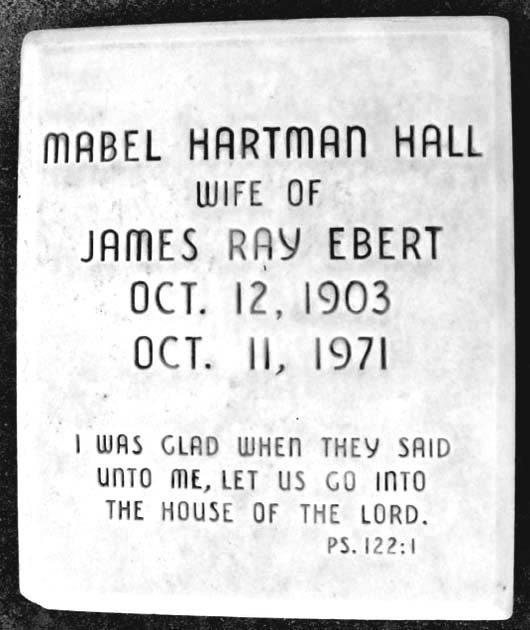 MABEL HARTMAN HALL
WIFE OF
JAMES RAY EBERT
OCT. 12, 1903
OCT. 11, 1971
I WAS GLAD WHEN THEY SAID
UNTO ME, LET US GO INTO
THE HOUSE OF THE LORD.
PS. 122:1